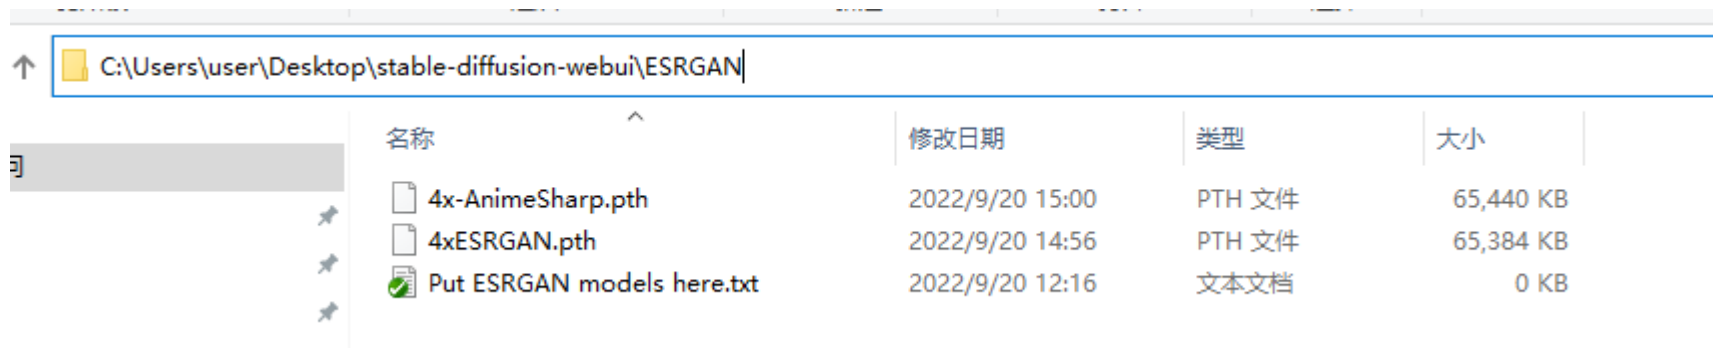 C:\Users\user\Desktop\stable-diffusion-webui\ESRGAN
名称 修改日期 类型 大小
4x-AnimeSharp.pth 2022/9/20 15:00 PTH 文件 65,440 KB
4xESRGAN.pth 2022/9/20 14:56 PTH 文件 65,384 KB
Put ESRGAN models here.txt 2022/9/20 12:16 文本文档 0 KB